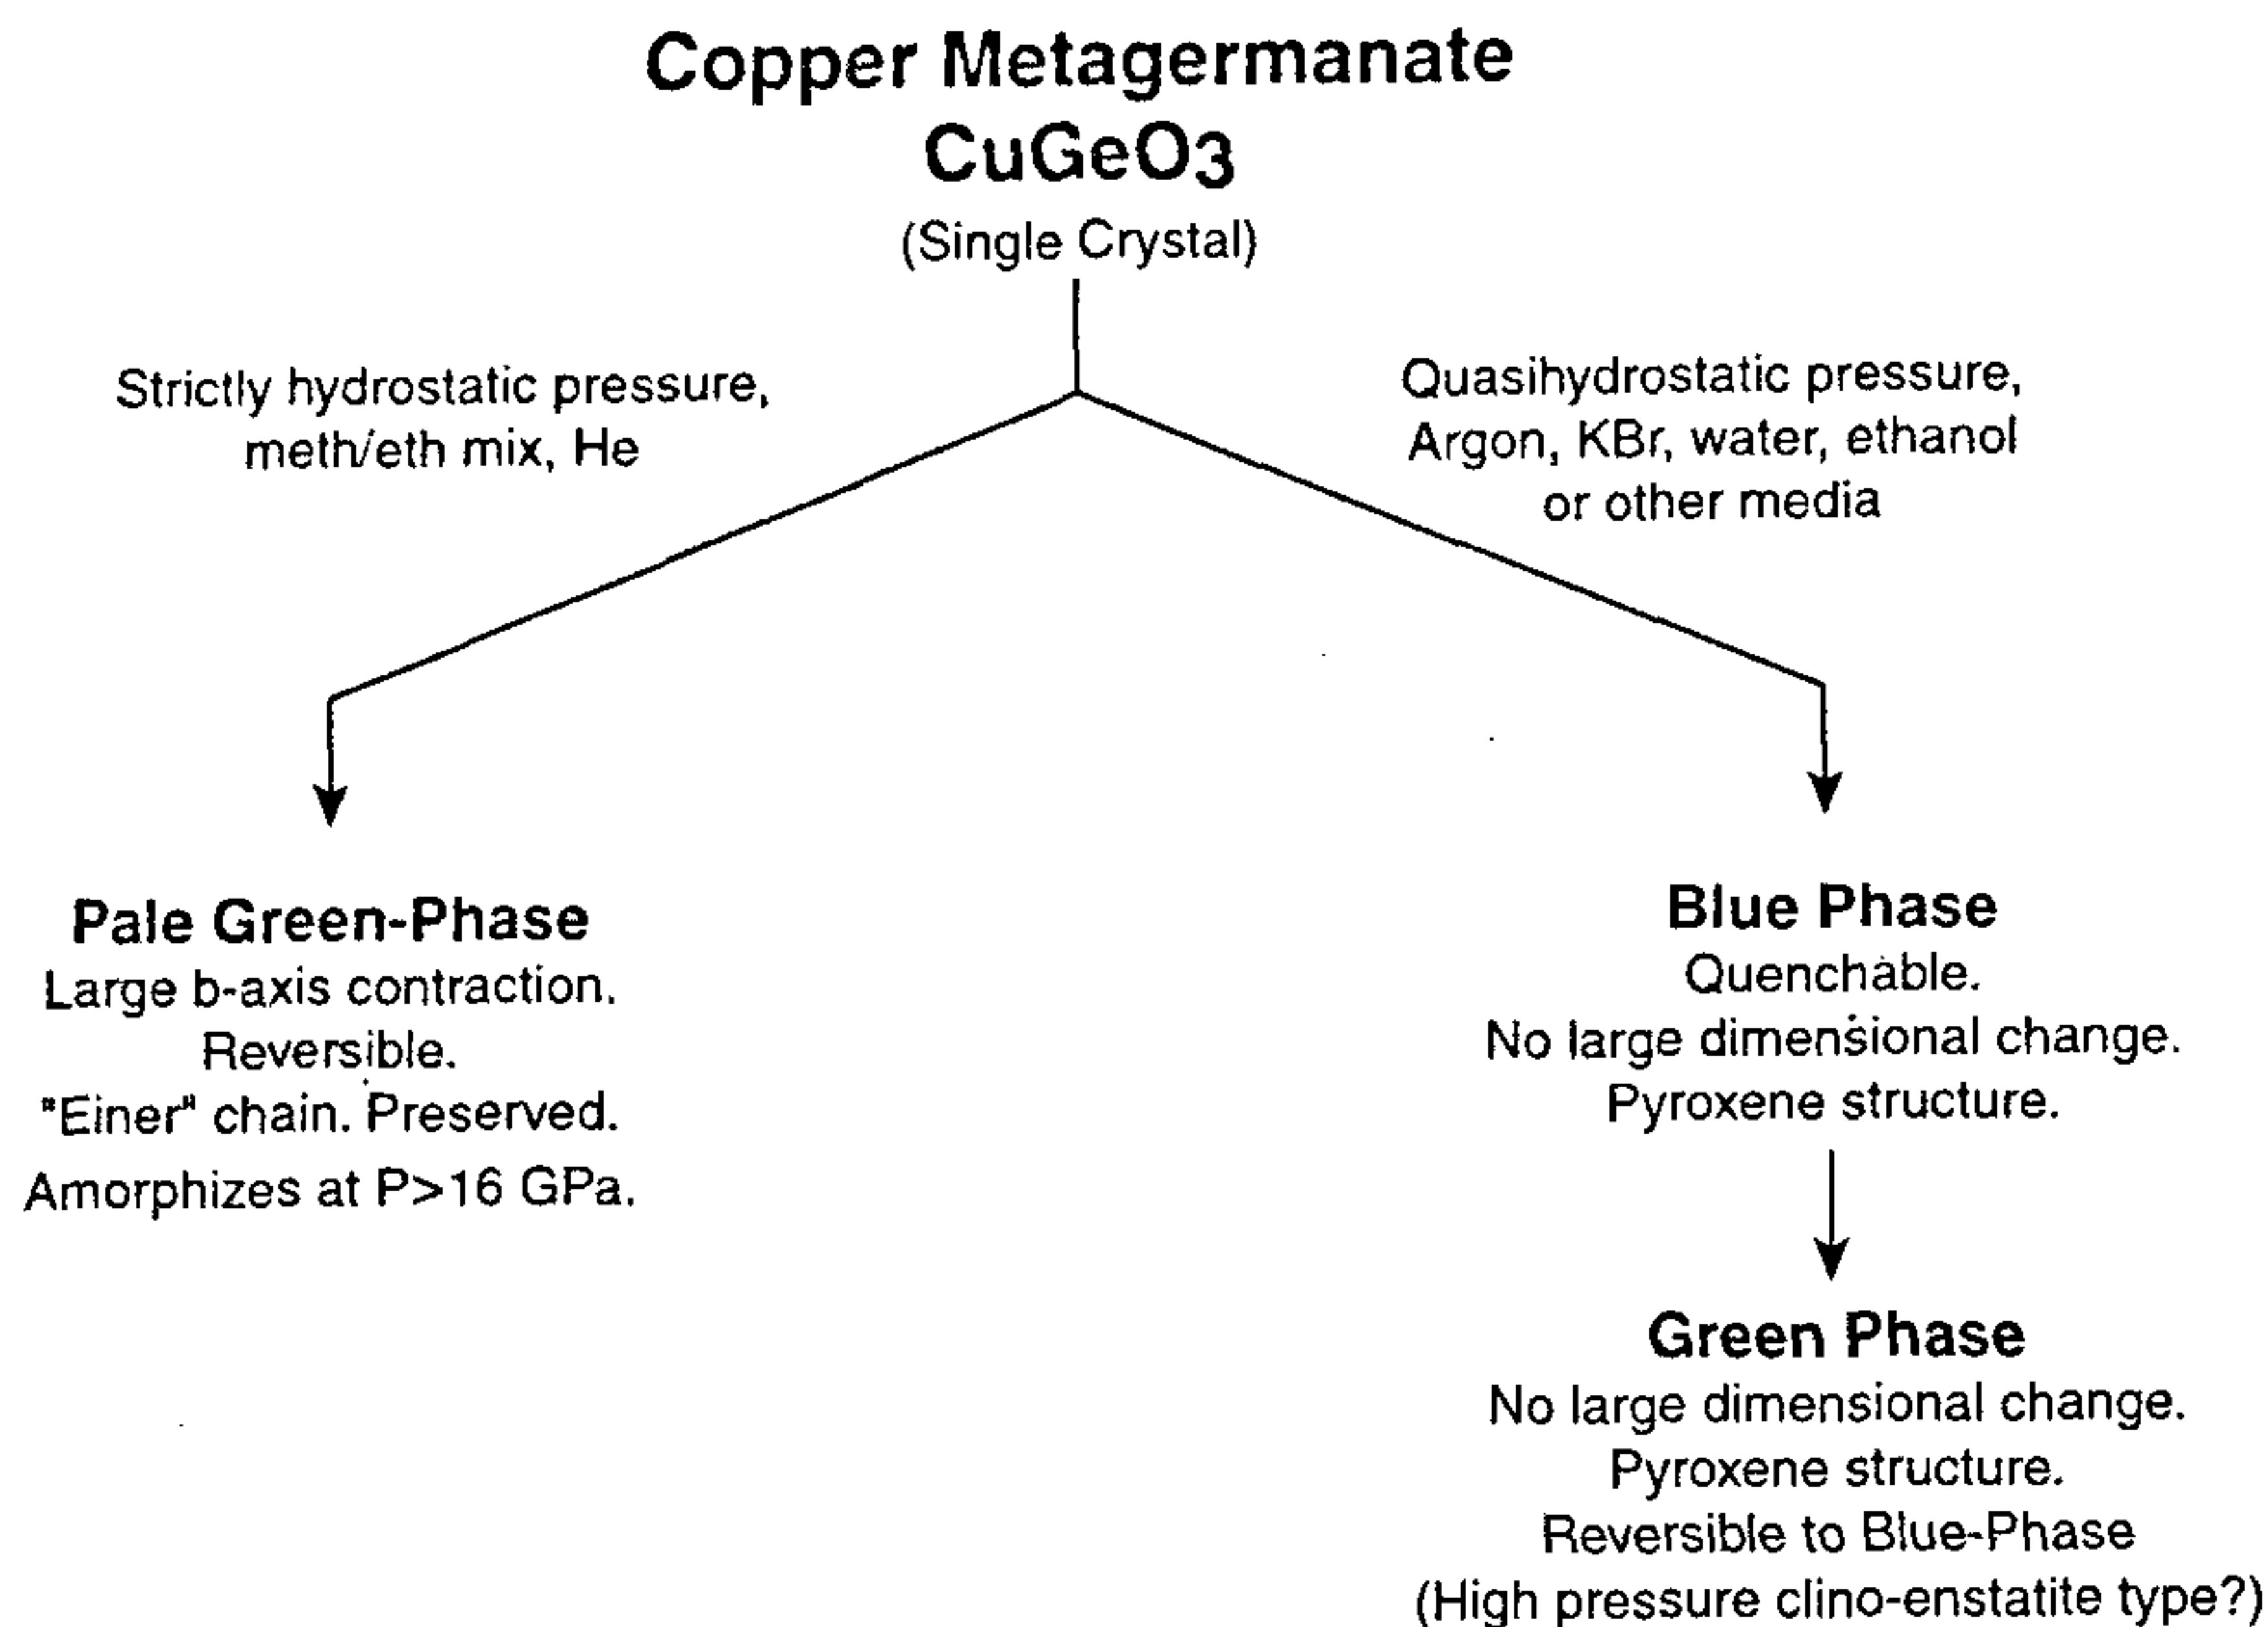 Copper Metagermanate
CuGeO3
(Single Crystal)
Strictly hydrostatic pressure,
meth/eth mix, He
Quasihydrostatic pressure,
Argon, KBr, water, ethanol
or other media
Pale Green-Phase
Large b-axis contraction.
Reversible.
"Einer" chain. Preserved.
Amorphizes at P>16 GPa.
Blue Phase
Quenchable.
No large dimensional change.
Pyroxene structure.
Green Phase
No large dimensional change.
Pyroxene structure.
Reversible to Blue-Phase
(High pressure clino-enstatite type?)